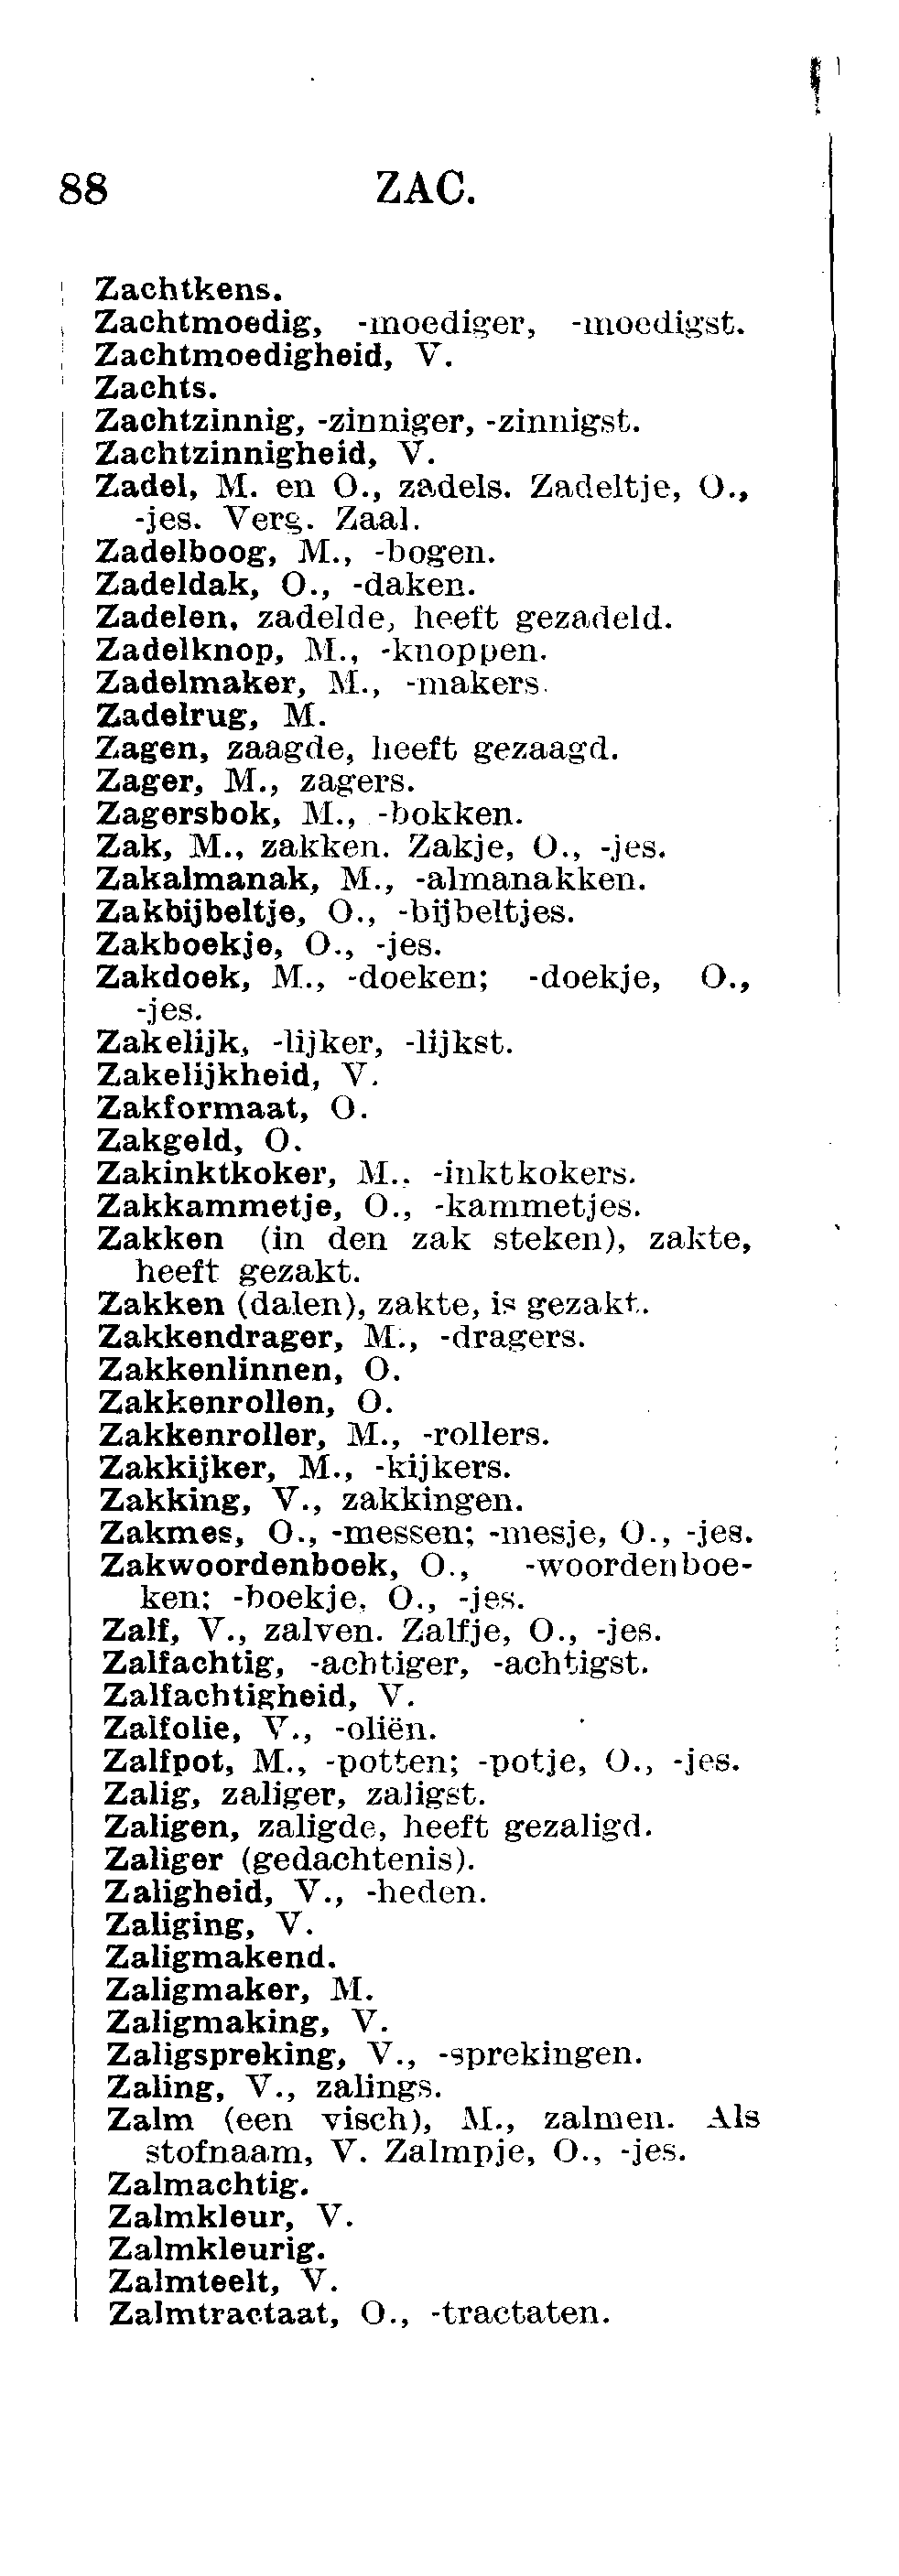 88 ZAC.
Zachtkens.
Zachtmoedig, -moediger, -moedigst.
Zachtmoedigheid, V.
Zachts.
Zachtzinnig, -zinniger, -zinnigst.
Zachtzinnigheid, V.
Zadel, M. en O., zadels. Zadeltje, O.,
-jes. Verg. Zaal.
Zadelboog, M., -bogen.
Zadeldak, O., -daken.
Zadelen, zadelde, heeft gezadeld.
Zadelknop, M., -knoppen.
Zadelmaker, M., -makers.
Zadelrug, M.
Zagen, zaagde, heeft gezaagd.
Zager, M., zagers.
Zagersbok, M., -bokken.
Zak, M., zakken. Zakje, O., -jes.
Zakalmanak, M., -almanakken.
Zakbijbeltje, O., -bijbeltjes.
Zakboekje, O., -jes.
Zakdoek, M., -doeken; -doekje, O.,
-jes.
Zakelijk, -lijker, -lijkst.
Zakelijkheid, V.
Zakformaat, O.
Zakgeld, O.
Zakinktkoker, M., -inktkokers.
Zakkammetje, O., -kammetjes.
Zakken (in den zak steken), zakte,
heeft gezakt.
Zakken (dalen), zakte, is gezakt.
Zakkendrager, M., -dragers.
Zakkenlinnen, O.
Zakkenrollen, O.
Zakkenroller, M., -rollers.
Zakkijker, M., -kijkers.
Zakking, V., zakkingen.
Zakmes, O., -messen; -mesje, O., -jes.
Zakwoordenboek, O., -woordenboe-
ken; -boekje, O., -jes.
Zalf, V., zalven. Zalfje, O., -jes.
Zalfachtig, -achtiger, -achtigst.
Zalfachtigheid, V.
Zalfolie, V., -oliën.
Zalfpot, M., -potten; -potje, O., -jes.
Zalig, zaliger, zaligst.
Zaligen, zaligde, heeft gezaligd.
Zaliger (gedachtenis).
Zaligheid, V., -heden.
Zaliging, V.
Zaligmakend.
Zaligmaker, M.
Zaligmaking, V.
Zaligspreking, V., -sprekingen.
Zaling, V., zalings.
Zalm (een visch), M., zalmen. Als
stofnaam, V. Zalmpje, O., -jes.
Zalmachtig.
Zalmkleur, V.
Zalmkleurig.
Zalmteelt, V.
Zalmtractaat, O., -tractaten.